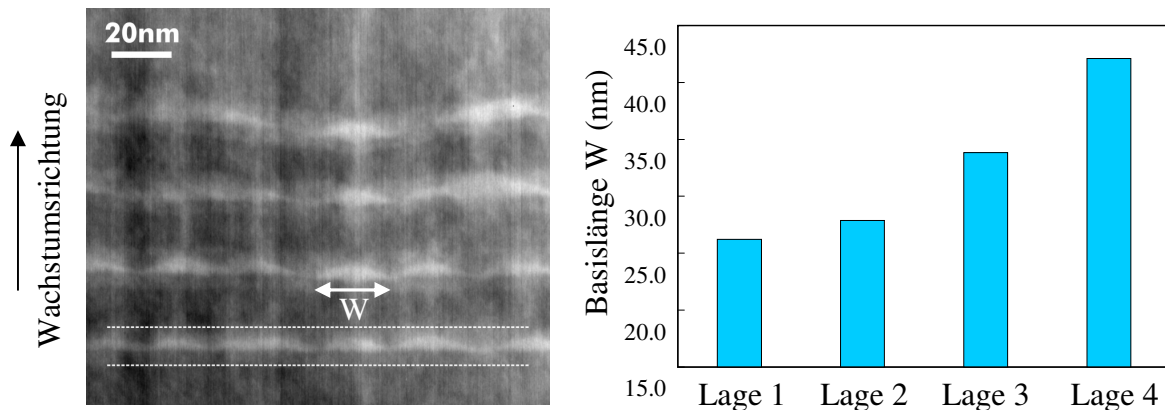 20nm
Wachstumsrichtung
W
Basislänge W (nm)
45.0
40.0
35.0
30.0
25.0
20.0
15.0
Lage 1 Lage 2 Lage 3 Lage 4